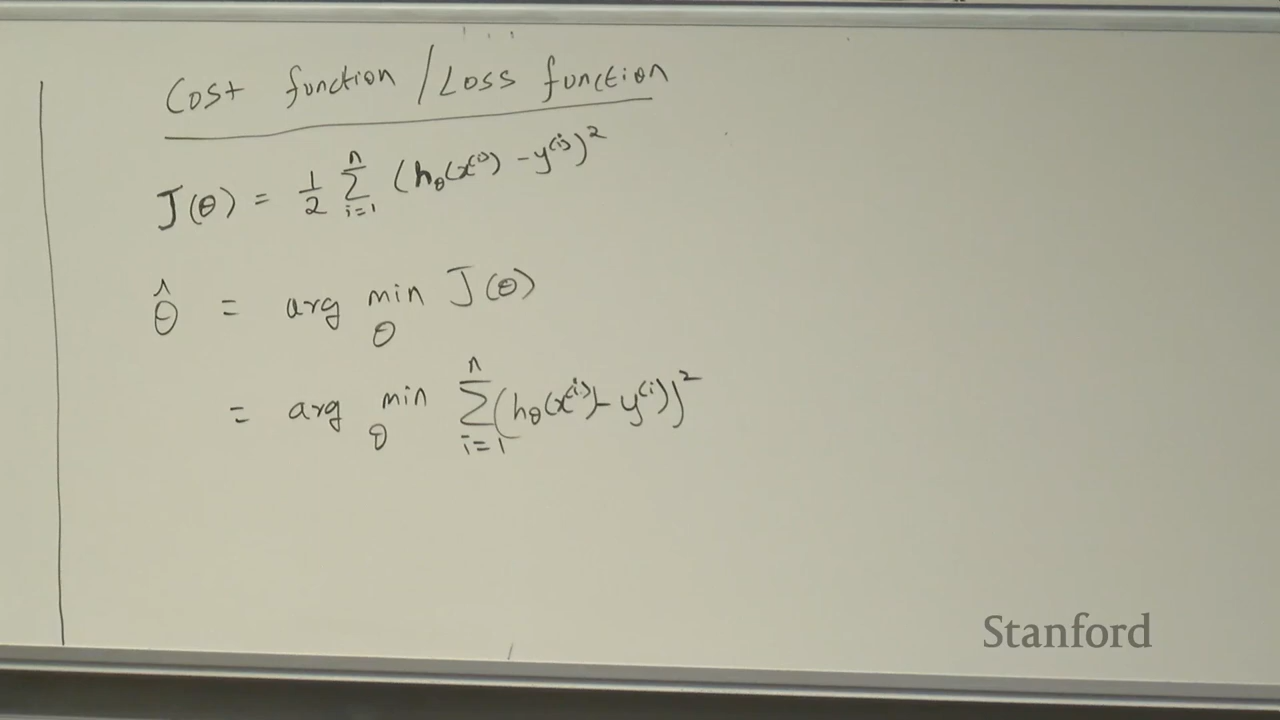 Cost function / Loss function
J(θ) = 1/2 Σ_{i=1}^{n} (h_θ(x^{(i)}) - y^{(i)})^2
θ̂ = arg min_θ J(θ)
= arg min_θ Σ_{i=1}^{n} (h_θ(x^{(i)}) - y^{(i)})^2
Stanford